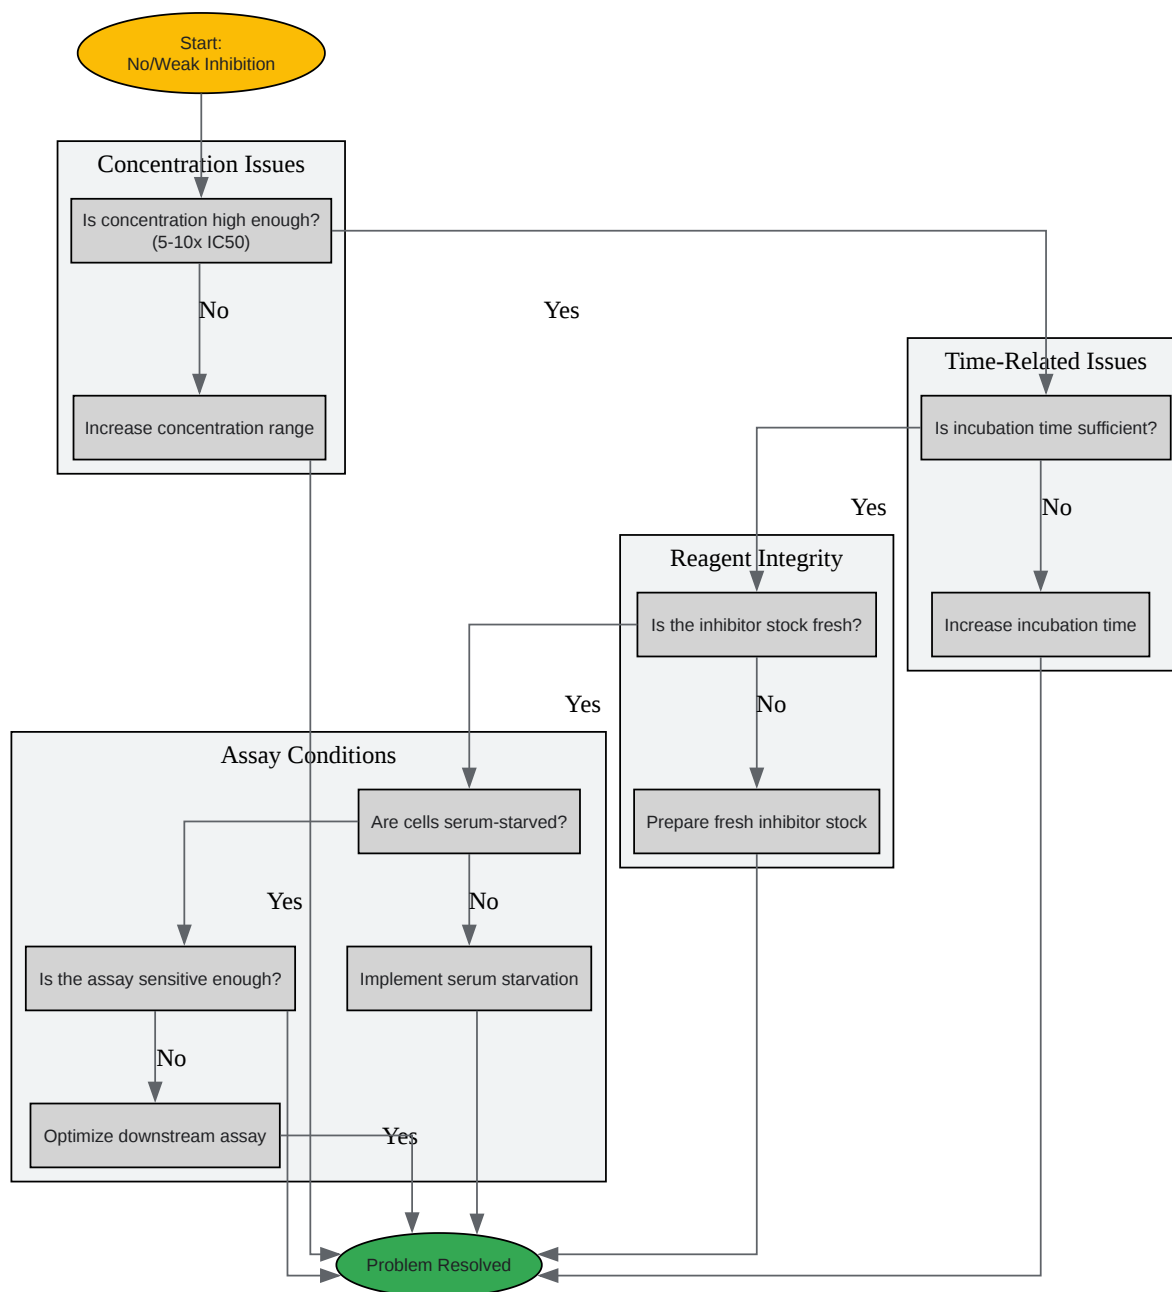 Start:
No/Weak Inhibition
Concentration Issues
Is concentration high enough?
(5-10x IC50)
No
Yes
Increase concentration range
Time-Related Issues
Is incubation time sufficient?
Yes
No
Increase incubation time
Reagent Integrity
Is the inhibitor stock fresh?
Yes
No
Prepare fresh inhibitor stock
Assay Conditions
Are cells serum-starved?
Yes
No
Is the assay sensitive enough?
Implement serum starvation
No
Optimize downstream assay
Yes
Problem Resolved